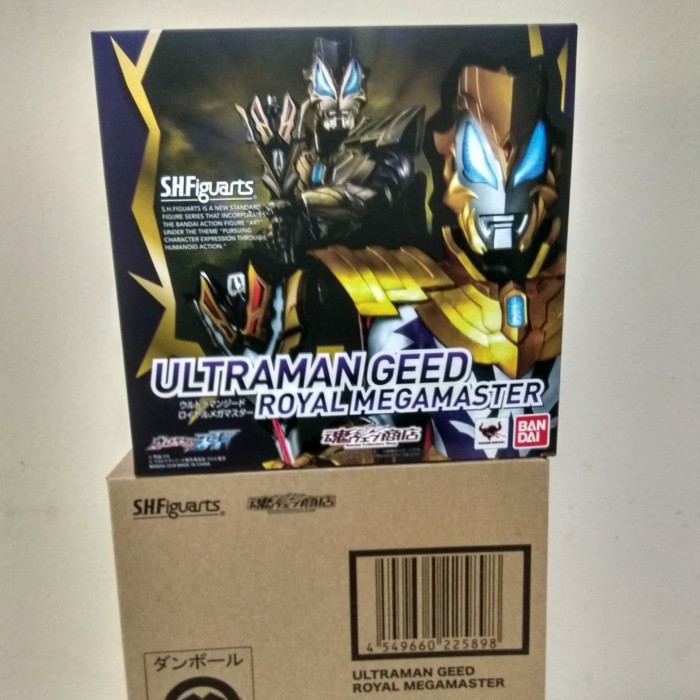 S.H.Figuarts
S.H.FIGUARTS IS A NEW STANDARD
FIGURE SERIES THAT INCORPORATES
THE BANDAI ACTION FIGURE "ART"
UNDER THE THEME "PURSUING
CHARACTER EXPRESSION THROUGH
HUMANOID ACTION."
ULTRAMAN GEED
ROYAL MEGAMASTER
ウルトラマンジード
ロイヤルメガマスター
魂ウェブ商店
BAN
DAI
S.H.Figuarts
魂ウェブ商店
4 549660 225898
ダンボール
ULTRAMAN GEED
ROYAL MEGAMASTER